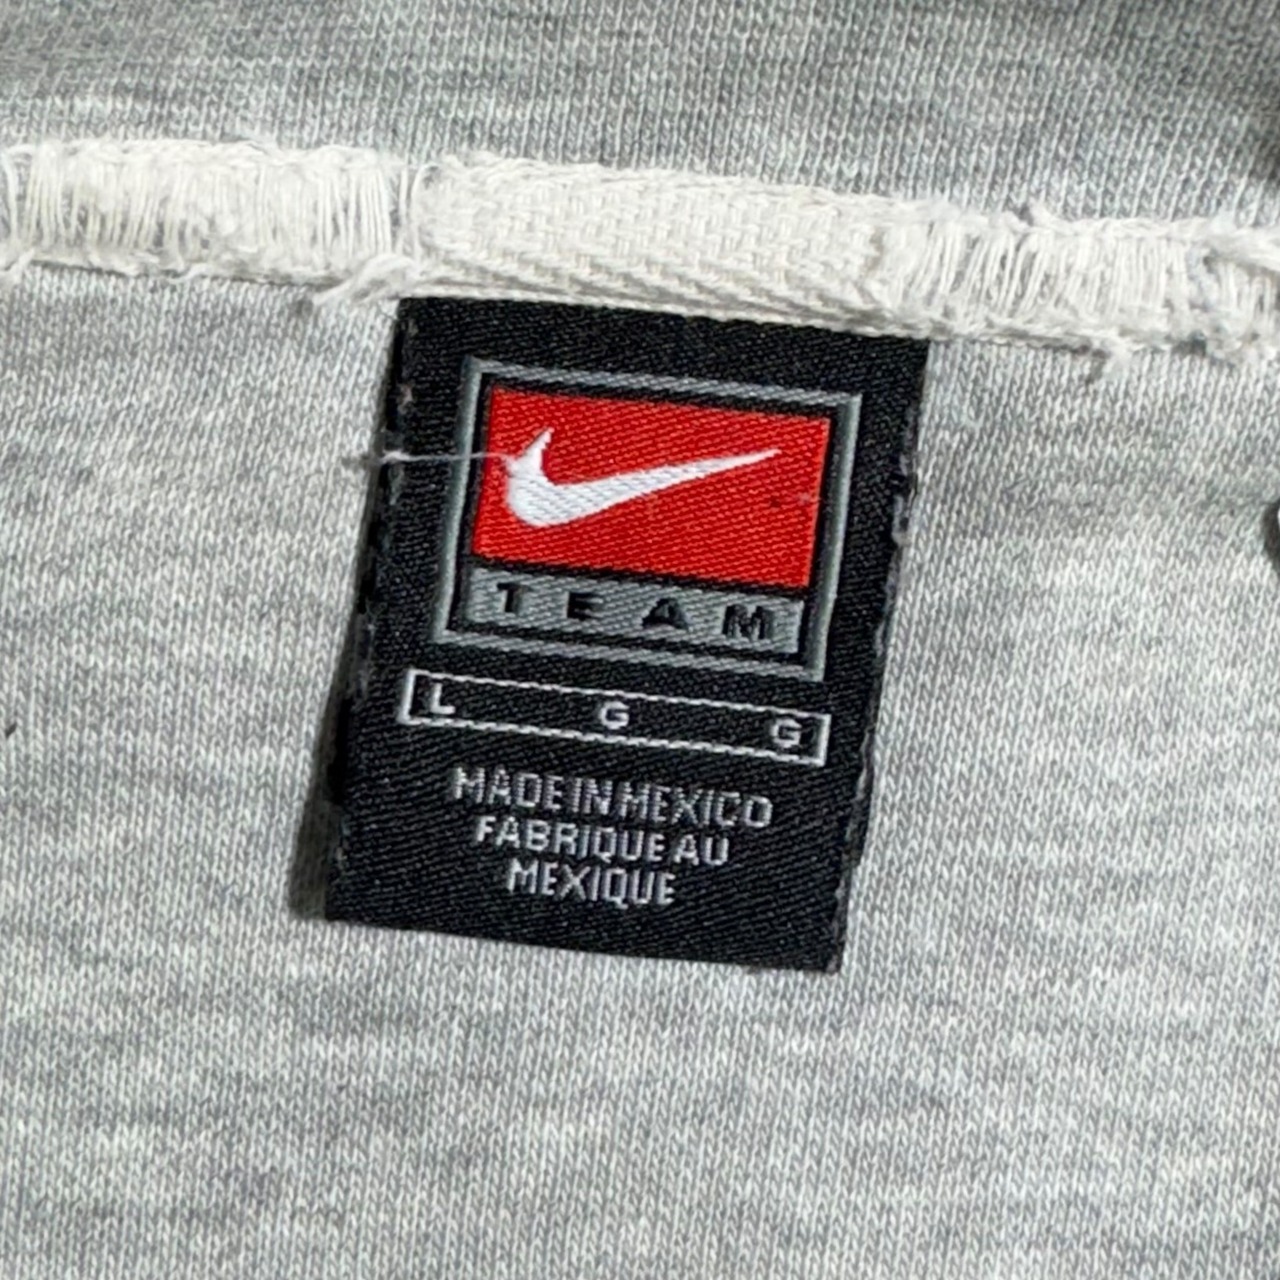 TEAM
L G G
MADE IN MEXICO
FABRIQUE AU
MEXIQUE